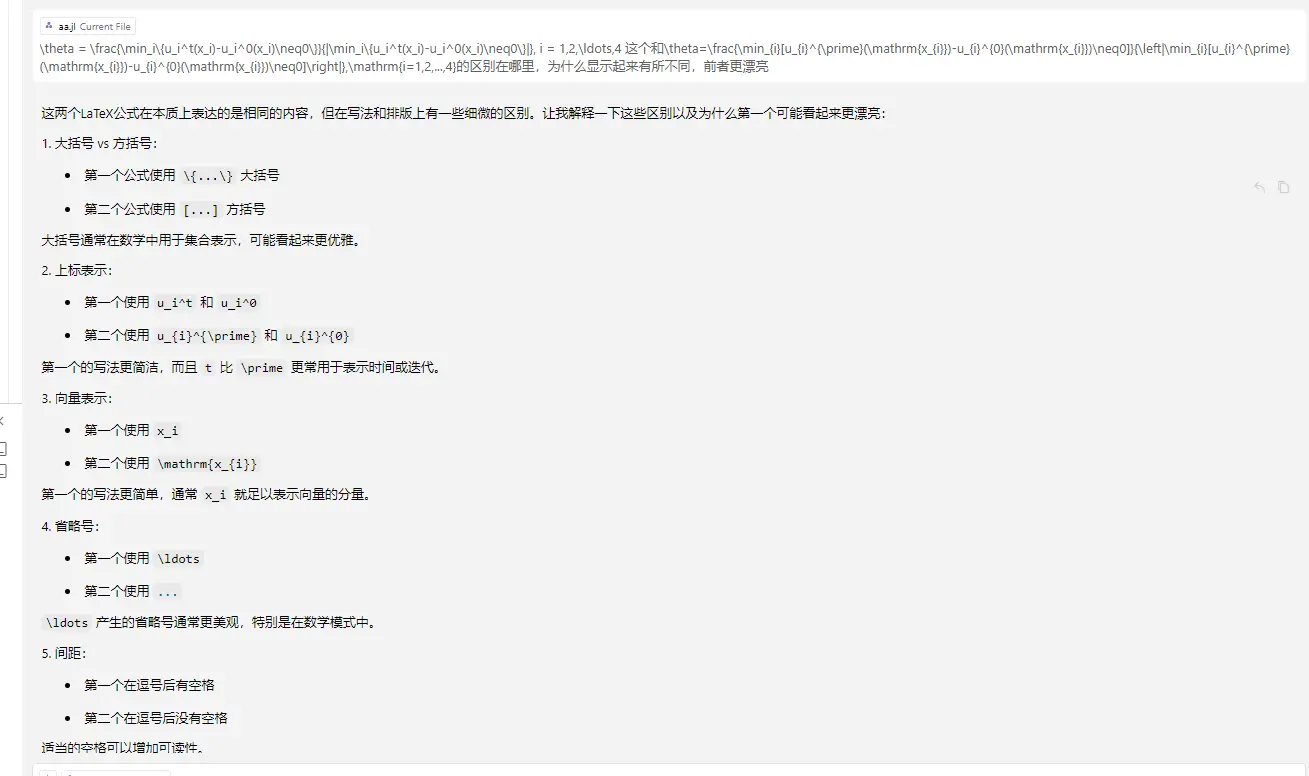 aa.jl Current File
\theta = \frac{\min_i\{u_i^t(x_i)-u_i^0(x_i)\neq0\}}{|\min_i\{u_i^t(x_i)-u_i^0(x_i)\neq0\}|}, i = 1,2,\ldots,4 这个和\theta=\frac{\min_{i}[u_{i}^{\prime}(\mathrm{x_{i}})-u_{i}^{0}(\mathrm{x_{i}})\neq0]}{\left|\min_{i}[u_{i}^{\prime}
(\mathrm{x_{i}})-u_{i}^{0}(\mathrm{x_{i}})\neq0]\right|},\mathrm{i=1,2,...,4}的区别在哪里，为什么显示起来有所不同，前者更漂亮
这两个LaTeX公式在本质上表达的是相同的内容，但在写法和排版上有一些细微的区别。让我解释一下这些区别以及为什么第一个可能看起来更漂亮：
1. 大括号 vs 方括号：
• 第一个公式使用 \{...\} 大括号
• 第二个公式使用 [...] 方括号
大括号通常在数学中用于集合表示，可能看起来更优雅。
2. 上标表示：
• 第一个使用 u_i^t 和 u_i^0
• 第二个使用 u_{i}^{\prime} 和 u_{i}^{0}
第一个的写法更简洁，而且 t 比 \prime 更常用于表示时间或迭代。
3. 向量表示：
• 第一个使用 x_i
• 第二个使用 \mathrm{x_{i}}
第一个的写法更简单，通常 x_i 就足以表示向量的分量。
4. 省略号：
• 第一个使用 \ldots
• 第二个使用 ...
\ldots 产生的省略号通常更美观，特别是在数学模式中。
5. 间距：
• 第一个在逗号后有空格
• 第二个在逗号后没有空格
适当的空格可以增加可读性。